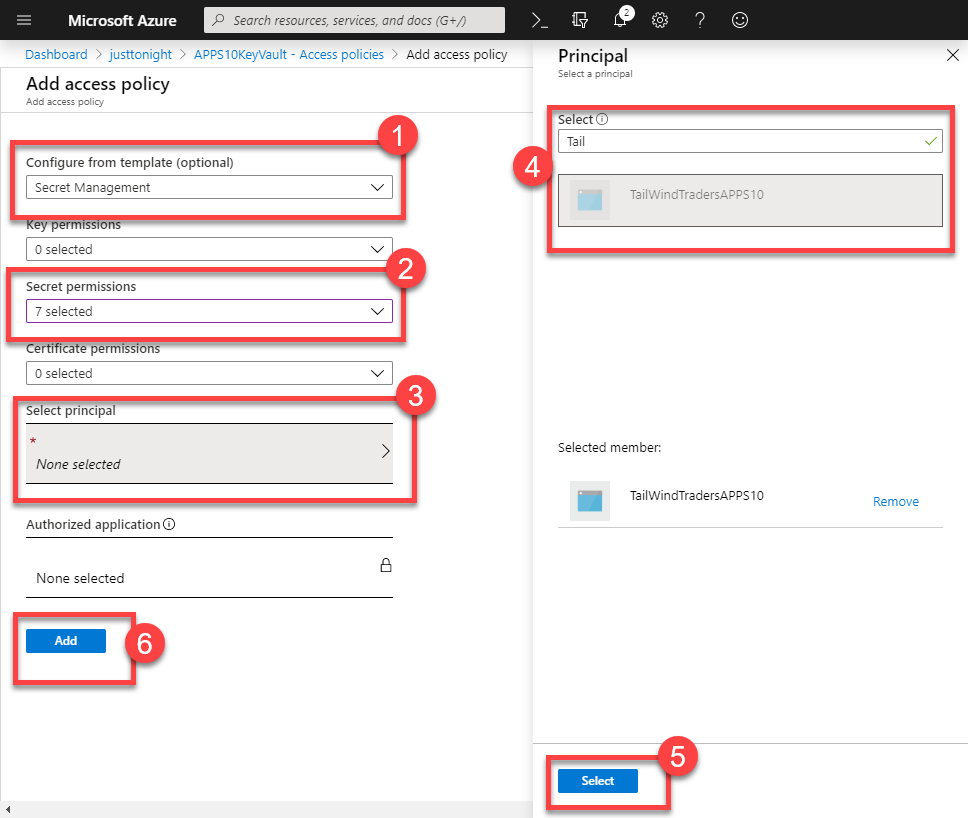 Microsoft Azure
Search resources, services, and docs (G+/)
2
Dashboard > justtonight > APPS10KeyVault - Access policies > Add access policy
Add access policy
Add access policy
1
Configure from template (optional)
Secret Management
Key permissions
0 selected
2
Secret permissions
7 selected
Certificate permissions
0 selected
3
Select principal
*
None selected
Authorized application
None selected
Add
6
Principal
Select a principal
Select
Tail
4
TailWindTradersAPPS10
Selected member:
TailWindTradersAPPS10
Remove
5
Select